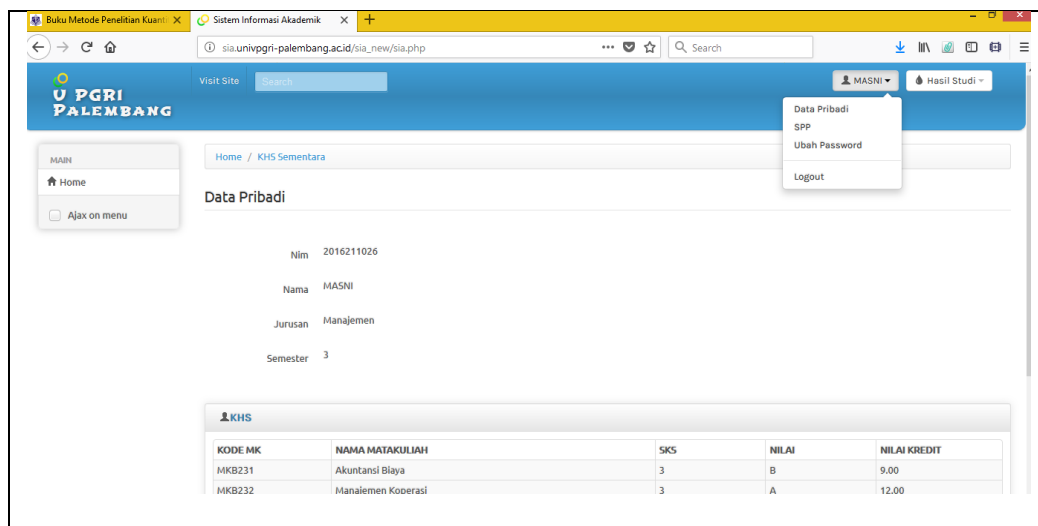 Buku Metode Penelitian Kuanti
Sistem Informasi Akademik
sia.univpgri-palembang.ac.id/sia_new/sia.php
Search
U PGRI
PALEMBANG
Visit Site
Search
MASNI
Hasil Studi
Data Pribadi
SPP
Ubah Password
Logout
MAIN
Home
Ajax on menu
Home / KHS Sementara
Data Pribadi
Nim 2016211026
Nama MASNI
Jurusan Manajemen
Semester 3
KHS
KODE MK NAMA MATAKULIAH SKS NILAI NILAI KREDIT
MKB231 Akuntansi Biaya 3 B 9.00
MKB232 Manajemen Koperasi 3 A 12.00